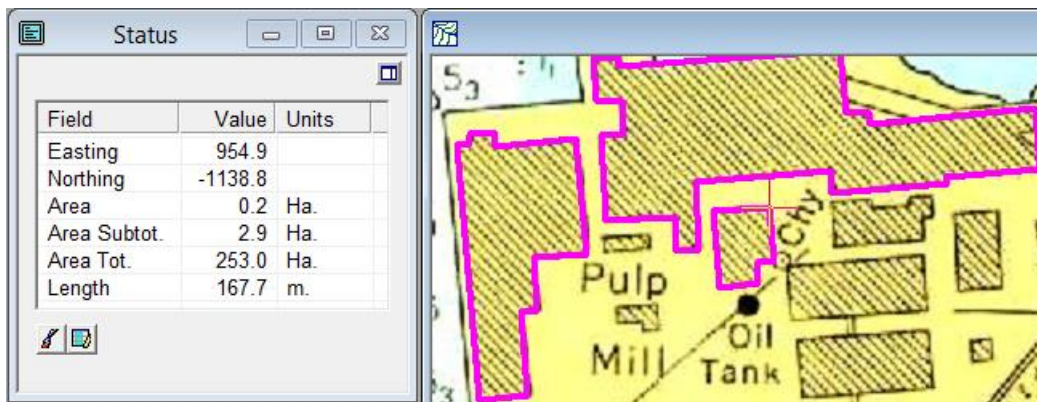 Status
Field Value Units
Easting 954.9
Northing -1138.8
Area 0.2 Ha.
Area Subtot. 2.9 Ha.
Area Tot. 253.0 Ha.
Length 167.7 m.
53
Chy
Pulp
Mill
Oil
Tank